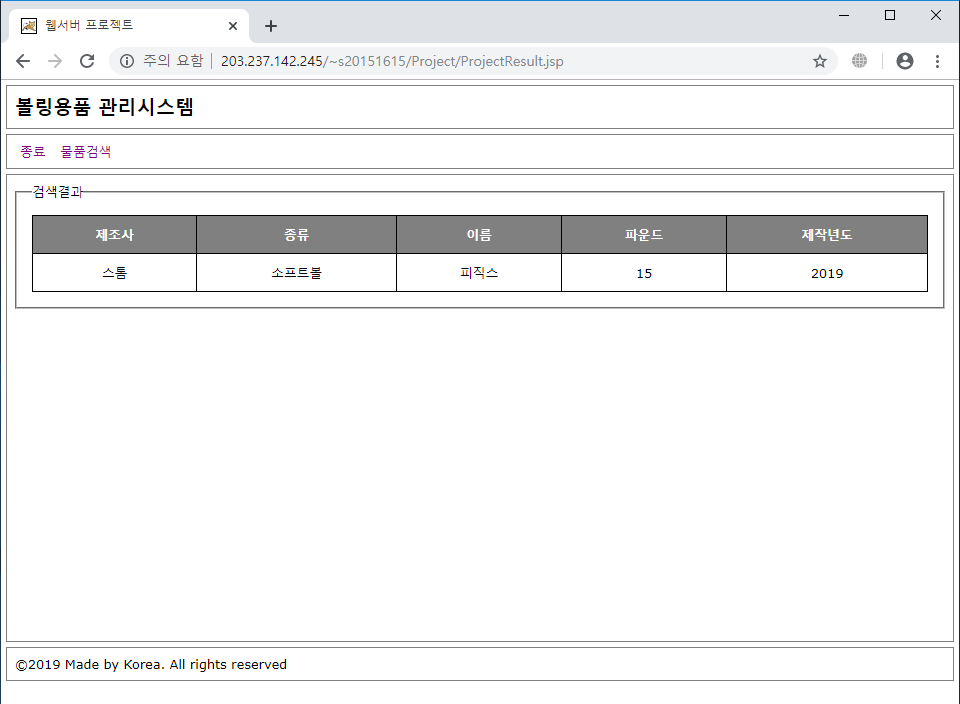 웹서버 프로젝트
주의 요함 203.237.142.245/~s20151615/Project/ProjectResult.jsp
볼링용품 관리시스템
종료 물품검색
검색결과
제조사 종류 이름 파운드 제작년도
스톰 소프트볼 피직스 15 2019
©2019 Made by Korea. All rights reserved